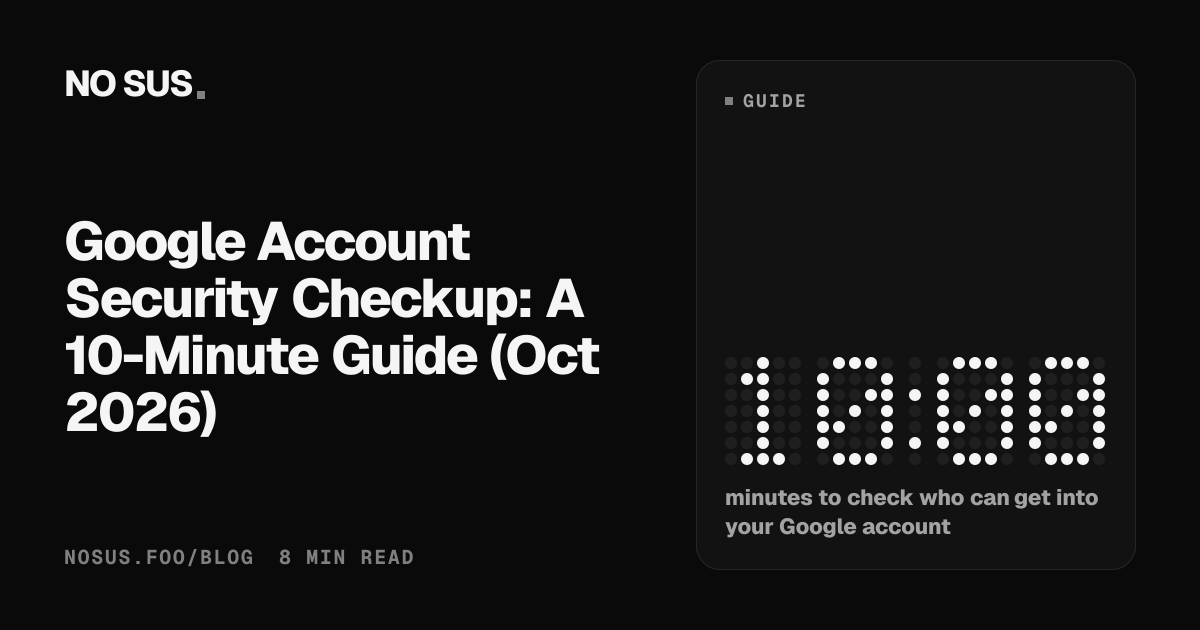 NO SUS.
Google Account
Security Checkup: A
10-Minute Guide (Oct
2026)
NOSUS.FOO/BLOG 8 MIN READ
GUIDE
10:00
minutes to check who can get into
your Google account